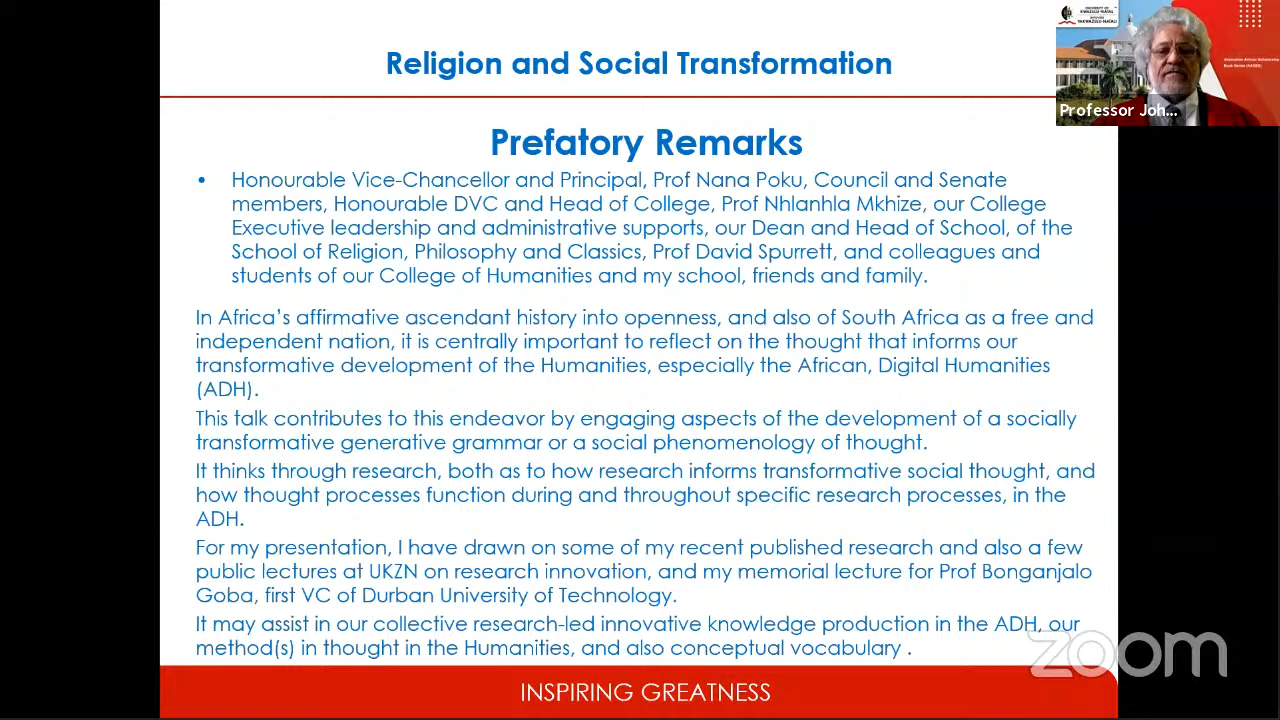 Religion and Social Transformation
UNIVERSITY OF
KWAZULU-NATAL
INYUVESI
YAKWAZULU-NATALI
Professor Joh...
Prefatory Remarks
• Honourable Vice-Chancellor and Principal, Prof Nana Poku, Council and Senate
members, Honourable DVC and Head of College, Prof Nhlanhla Mkhize, our College
Executive leadership and administrative supports, our Dean and Head of School, of the
School of Religion, Philosophy and Classics, Prof David Spurrett, and colleagues and
students of our College of Humanities and my school, friends and family.
In Africa's affirmative ascendant history into openness, and also of South Africa as a free and
independent nation, it is centrally important to reflect on the thought that informs our
transformative development of the Humanities, especially the African, Digital Humanities
(ADH).
This talk contributes to this endeavor by engaging aspects of the development of a socially
transformative generative grammar or a social phenomenology of thought.
It thinks through research, both as to how research informs transformative social thought, and
how thought processes function during and throughout specific research processes, in the
ADH.
For my presentation, I have drawn on some of my recent published research and also a few
public lectures at UKZN on research innovation, and my memorial lecture for Prof Bonganjalo
Goba, first VC of Durban University of Technology.
It may assist in our collective research-led innovative knowledge production in the ADH, our
method(s) in thought in the Humanities, and also conceptual vocabulary .
zoom
INSPIRING GREATNESS